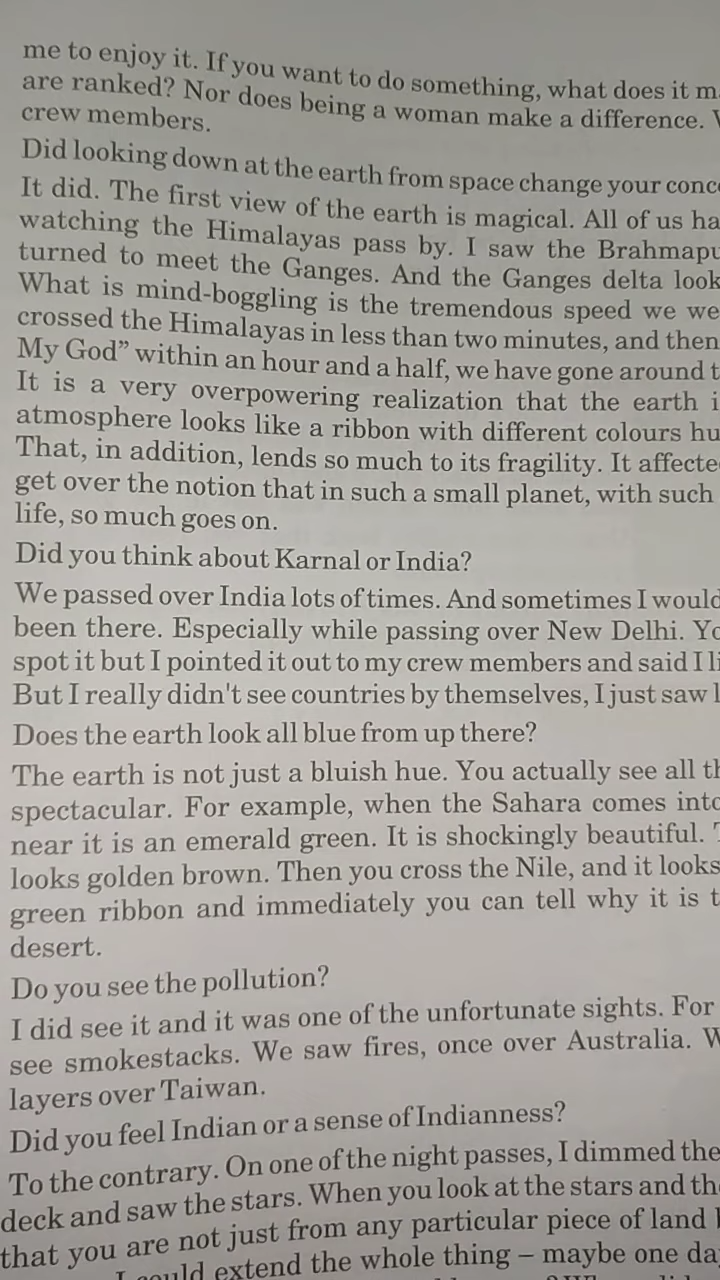 me to enjoy it. If you want to do something, what does it
are ranked? Nor does being a woman make a difference.
crew members.
Did looking down at the earth from space change your
It did. The first view of the earth is magical. All of us
watching the Himalayas pass by. I saw the
turned to meet the Ganges. And the Ganges delta look
What is mind-boggling is the tremendous speed we
crossed the Himalayas in less than two minutes, and then
My God” within an hour and a half, we have gone around
It is a very overpowering realization that the earth
atmosphere looks like a ribbon with different colours
That, in addition, lends so much to its fragility. It
get over the notion that in such a small planet, with such
life, so much goes on.
Did you think about Karnal or India?
We passed over India lots of times. And sometimes I would
been there. Especially while passing over New Delhi.
spot it but I pointed it out to my crew members and said I
But I really didn't see countries by themselves, I just saw
Does the earth look all blue from up there?
The earth is not just a bluish hue. You actually see all
spectacular. For example, when the Sahara comes
near it is an emerald green. It is shockingly beautiful.
looks golden brown. Then you cross the Nile, and it looks
green ribbon and immediately you can tell why it is
desert.
Do you see the pollution?
I did see it and it was one of the unfortunate sights. For
see smokestacks. We saw fires, once over Australia.
layers over Taiwan.
Did you feel Indian or a sense of Indianness?
To the contrary. On one of the night passes, I dimmed the
deck and saw the stars. When you look at the stars and
that you are not just from any particular piece of land
I could extend the whole thing – maybe one